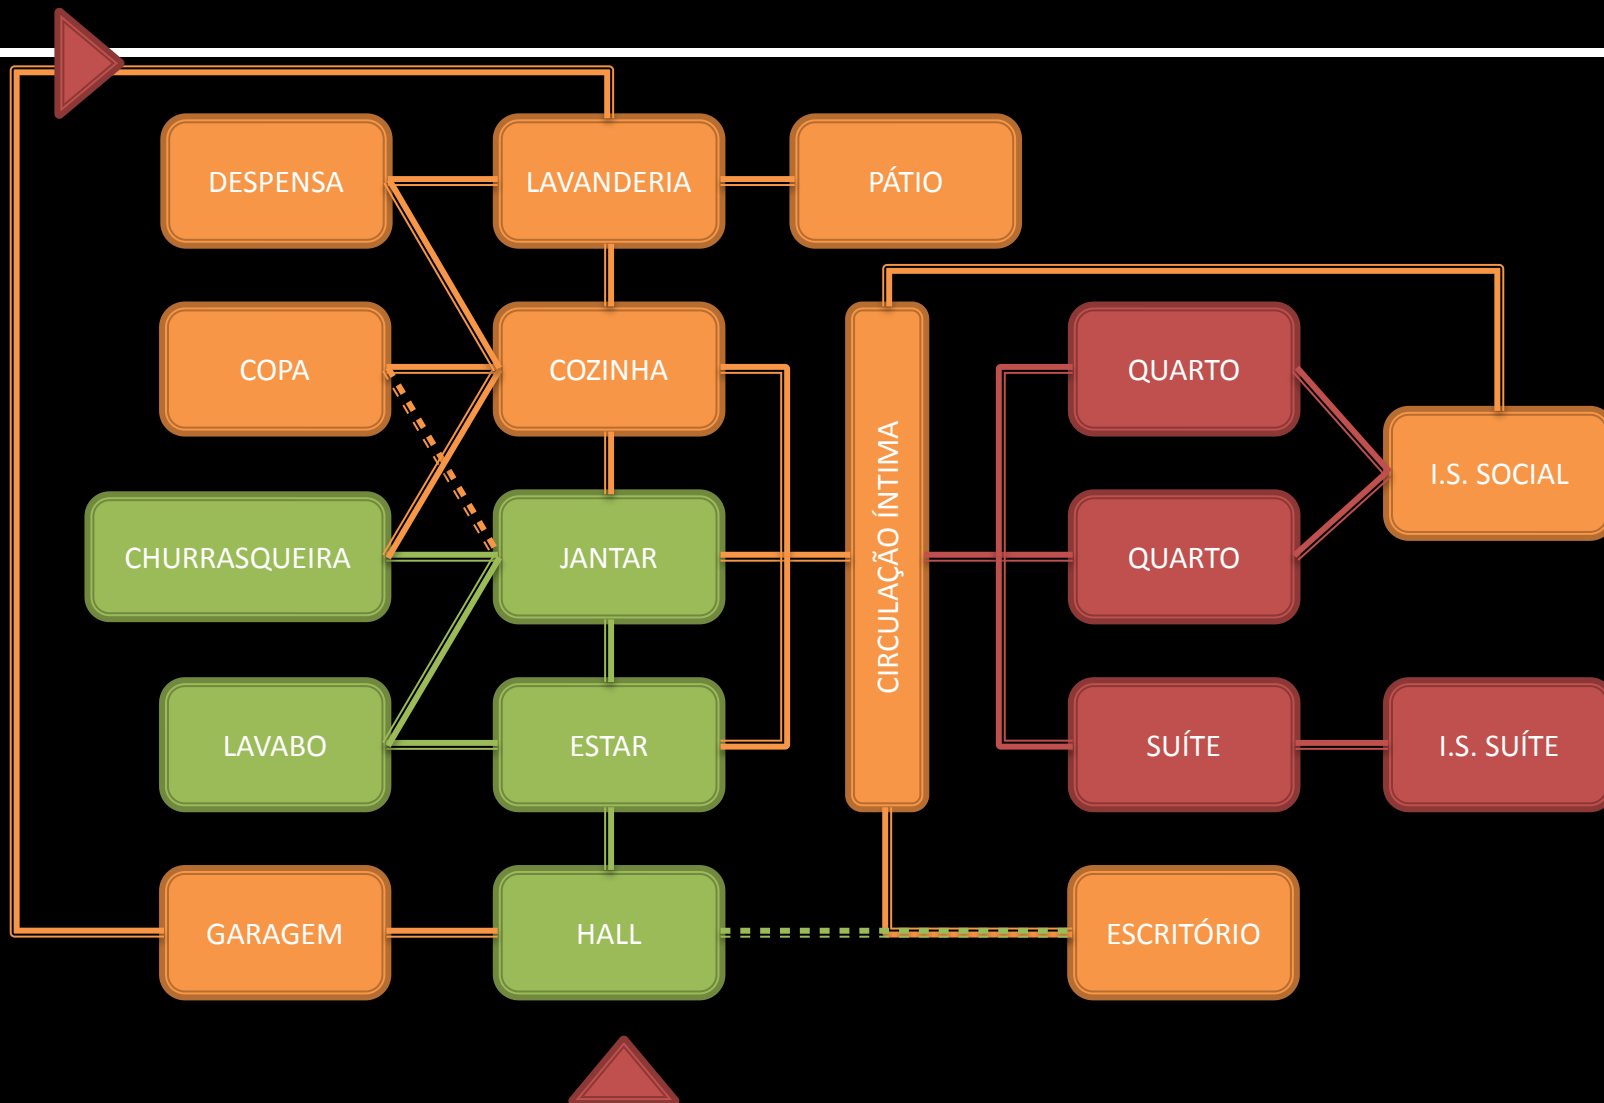 DESPENSA
LAVANDERIA
PÁTIO
COPA
COZINHA
CIRCULAÇÃO ÍNTIMA
QUARTO
I.S. SOCIAL
CHURRASQUEIRA
JANTAR
QUARTO
LAVABO
ESTAR
SUÍTE
I.S. SUÍTE
GARAGEM
HALL
ESCRITÓRIO